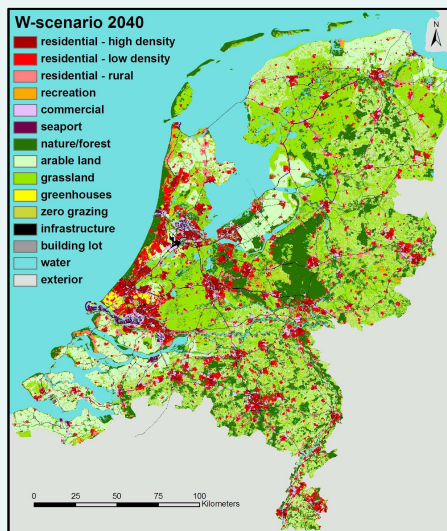 W-scenario 2040
N
residential - high density
residential - low density
residential - rural
recreation
commercial
seaport
nature/forest
arable land
grassland
greenhouses
zero grazing
infrastructure
building lot
water
exterior
0 25 50 75 100
Kilometers